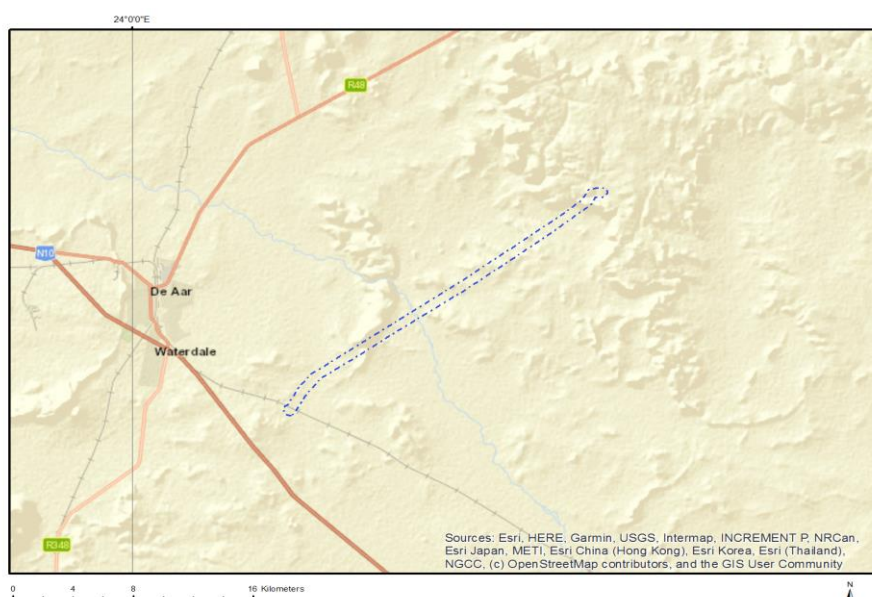 24°0'0"E
R48
N10
De Aar
Waterdale
R348
Sources: Esri, HERE, Garmin, USGS, Intermap, INCREMENT P, NRCan,
Esri Japan, METI, Esri China (Hong Kong), Esri Korea, Esri (Thailand),
NGCC, (c) OpenStreetMap contributors, and the GIS User Community
0 4 8 16 Kilometers
N